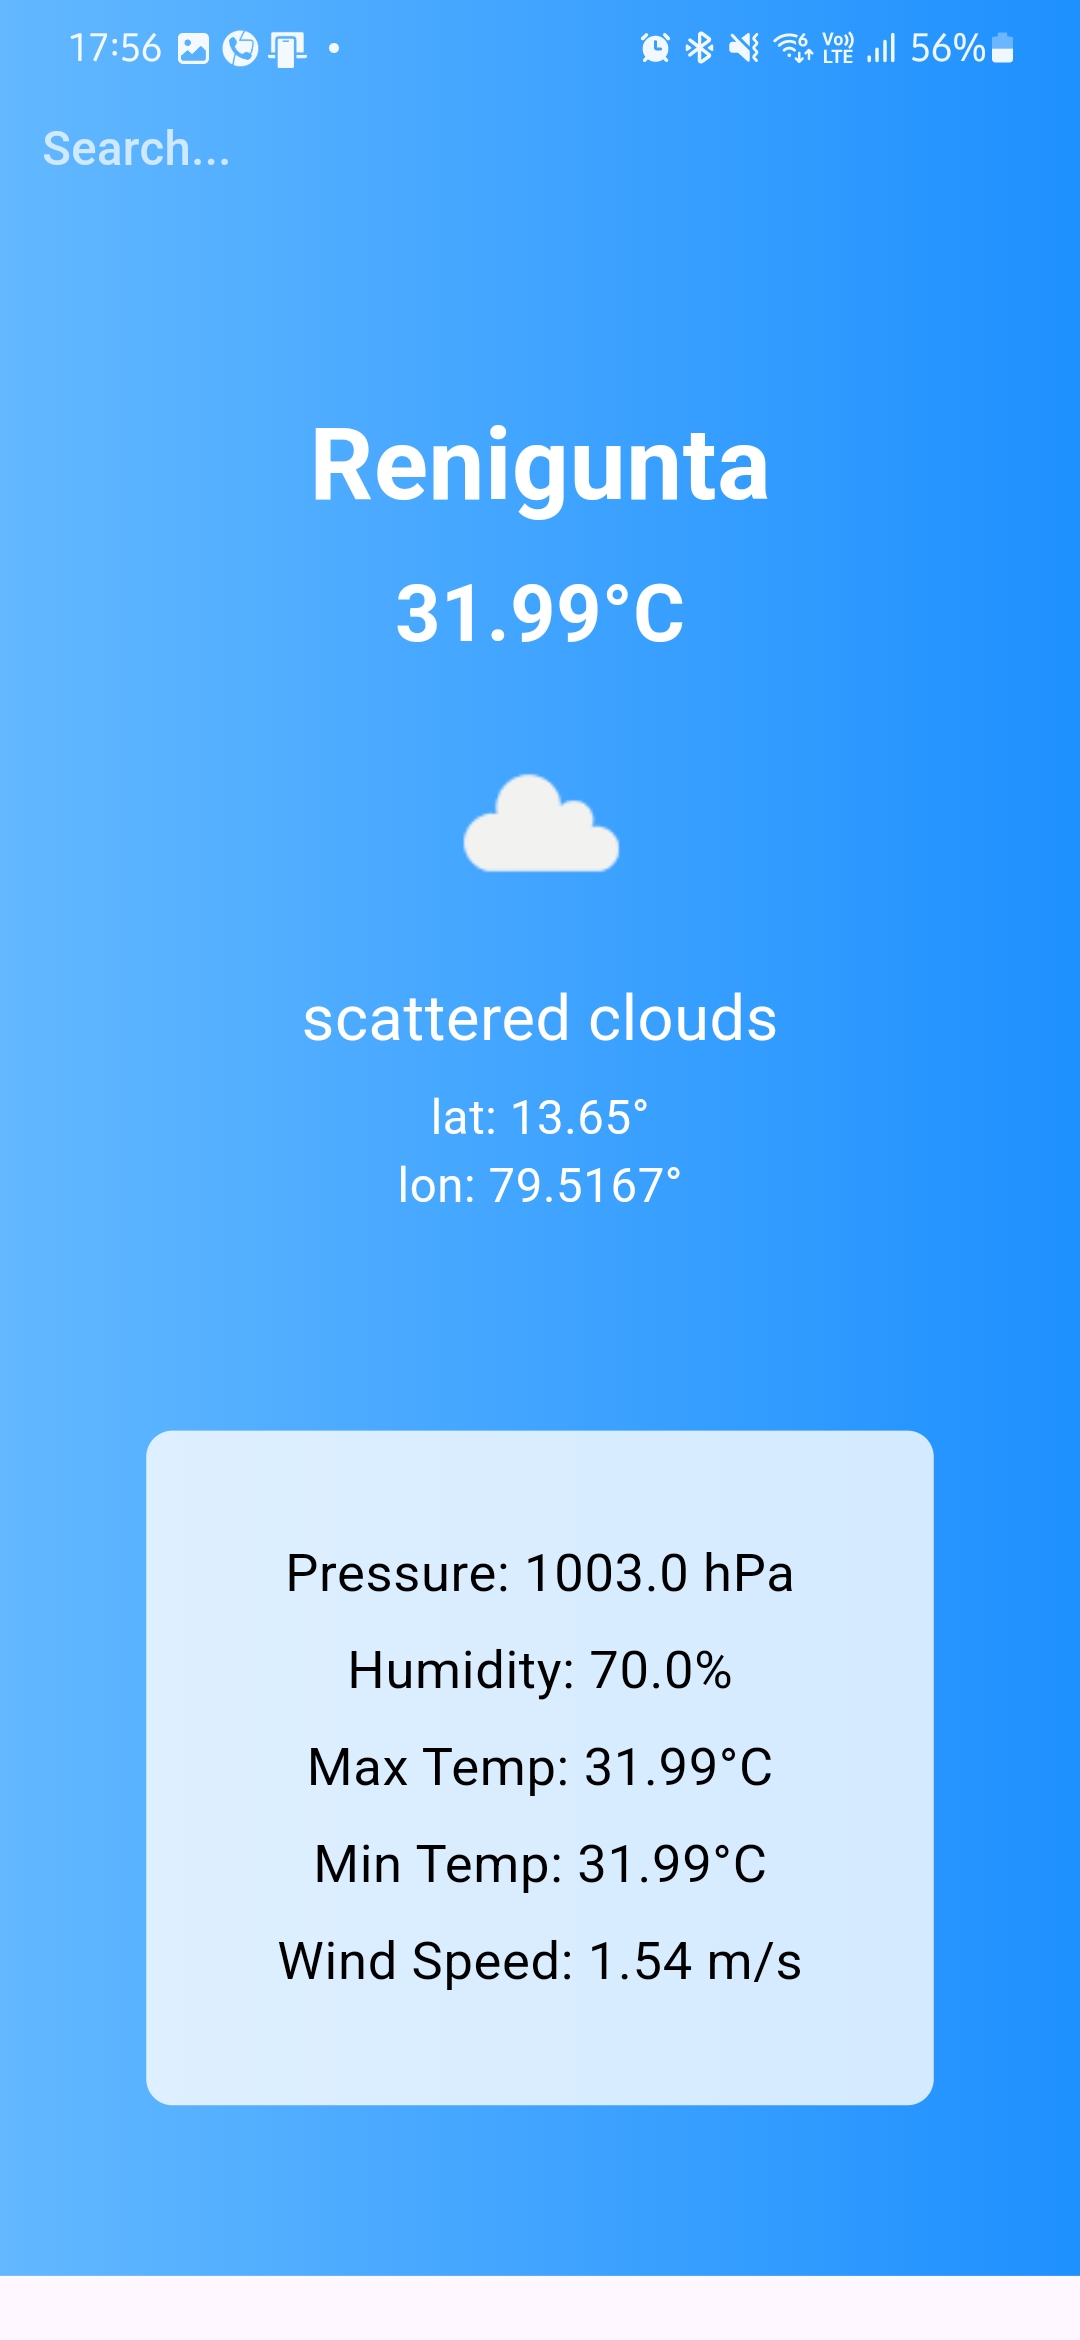 17:56 Vo)) LTE 56%
Search...
Renigunta
31.99°C
scattered clouds
lat: 13.65°
lon: 79.5167°
Pressure: 1003.0 hPa
Humidity: 70.0%
Max Temp: 31.99°C
Min Temp: 31.99°C
Wind Speed: 1.54 m/s